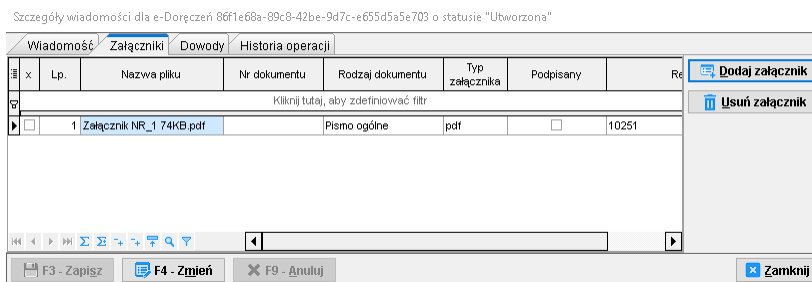 Szczegóły wiadomości dla e-Doręczeń 86f1e68a-89c8-42be-9d7c-e655d5a5e703 o statusie "Utworzona"
Wiadomość Załączniki Dowody Historia operacji
x Lp. Nazwa pliku Nr dokumentu Rodzaj dokumentu Typ załącznika Podpisany Re
Kliknij tutaj, aby zdefiniować filtr
1 Załącznik NR_1 74KB.pdf Pismo ogólne pdf 10251
Dodaj załącznik
Usuń załącznik
F3 - Zapisz F4 - Zmień F9 - Anuluj Zamknij